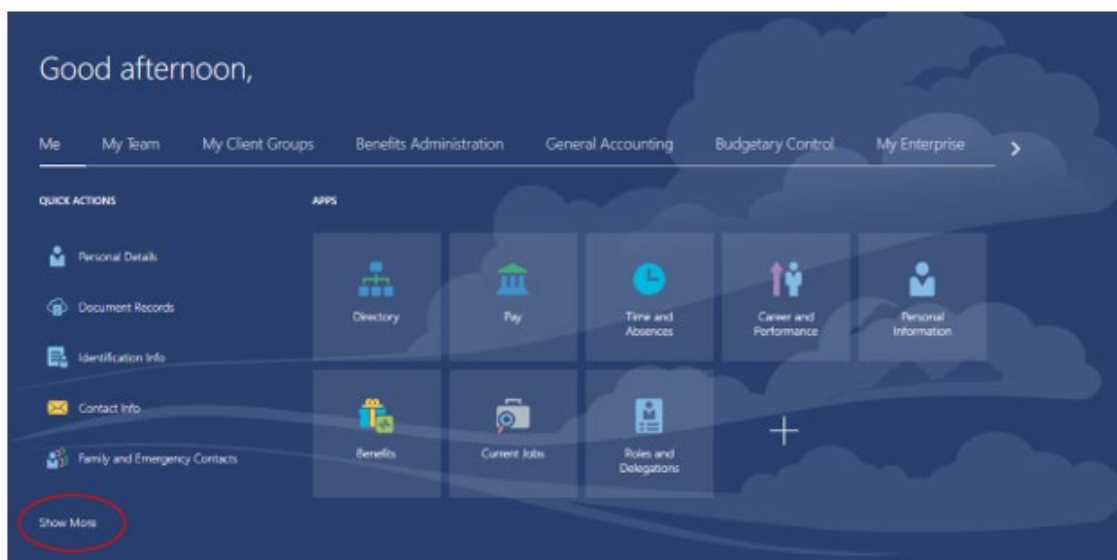 Good afternoon,
Me My Team My Client Groups Benefits Administration General Accounting Budgetary Control My Enterprise
QUICK ACTIONS
APPS
Personal Details
Document Records
Identification Info
Contact Info
Family and Emergency Contacts
Show More
Directory
Pay
Time and
Absences
Career and
Performance
Personal
Information
Benefits
Current Jobs
Roles and
Delegations